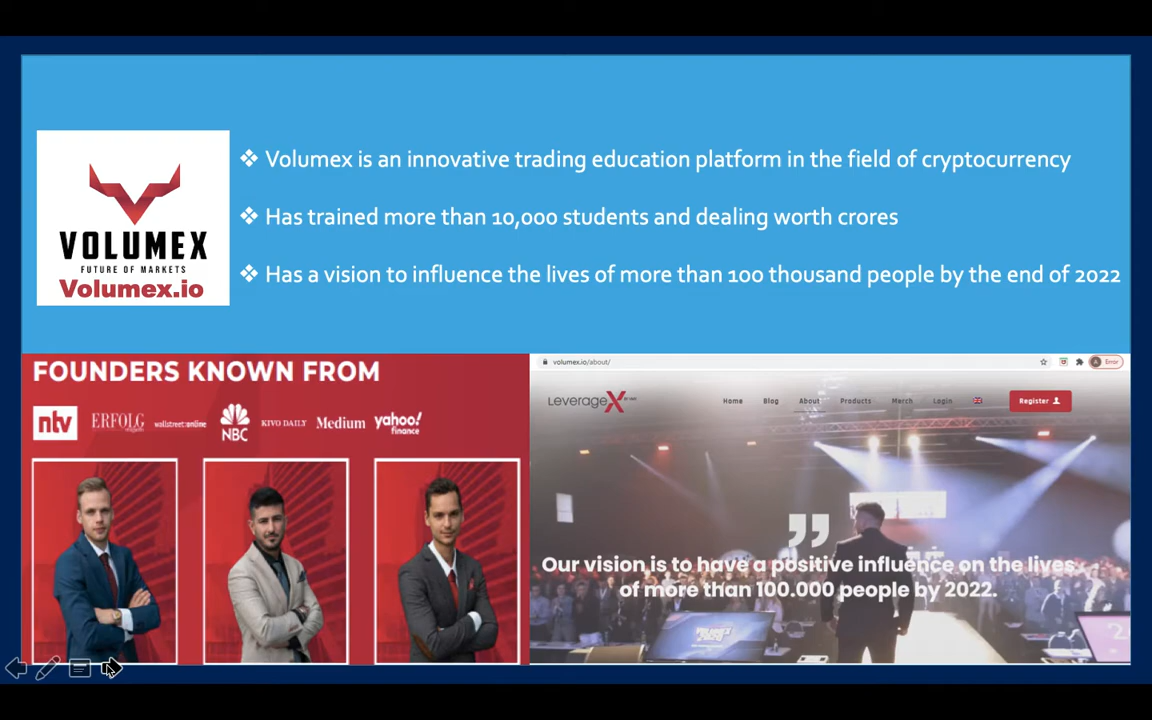 ❖ Volumex is an innovative trading education platform in the field of cryptocurrency
❖ Has trained more than 10,000 students and dealing worth crores
❖ Has a vision to influence the lives of more than 100 thousand people by the end of 2022
VOLUMEX
FUTURE OF MARKETS
Volumex.io
FOUNDERS KNOWN FROM
ntv ERFOLG wallstreet:online NBC KIVO DAILY Medium yahoo! finance
volumex.io/about/
A Error
LeverageX
Home Blog About Products Merch Login Register
”
Our vision is to have a positive influence on the lives
of more than 100.000 people by 2022.